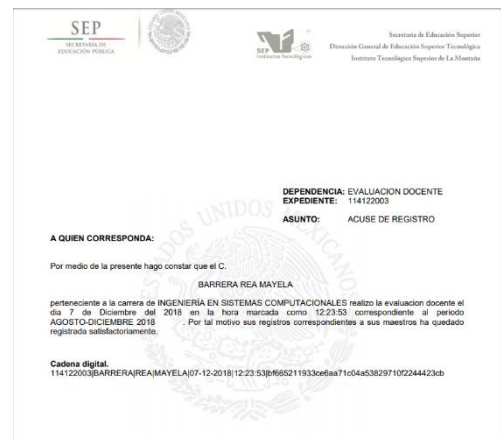 SEP
SECRETARÍA DE
EDUCACIÓN PÚBLICA
SEP
Institutos Tecnológicos
Secretaría de Educación Superior
Dirección General de Educación Superior Tecnológica
Instituto Tecnológico Superior de La Montaña
DEPENDENCIA: EVALUACION DOCENTE
EXPEDIENTE: 114122003
ASUNTO: ACUSE DE REGISTRO
UNIDOS MEXICANOS
A QUIEN CORRESPONDA:
Por medio de la presente hago constar que el C.
BARRERA REA MAYELA
perteneciente a la carrera de INGENIERÍA EN SISTEMAS COMPUTACIONALES realizo la evaluacion docente el
dia 7 de Diciembre del 2018 en la hora marcada como 12:23:53 correspondiente al periodo
AGOSTO-DICIEMBRE 2018 . Por tal motivo sus registros correspondientes a sus maestros ha quedado
registrada satisfactoriamente.
Cadena digital.
114122003|BARRERA|REA|MAYELA|07-12-2018|12:23:53|bf665211933ce6aa71c04a53829710f2244423cb